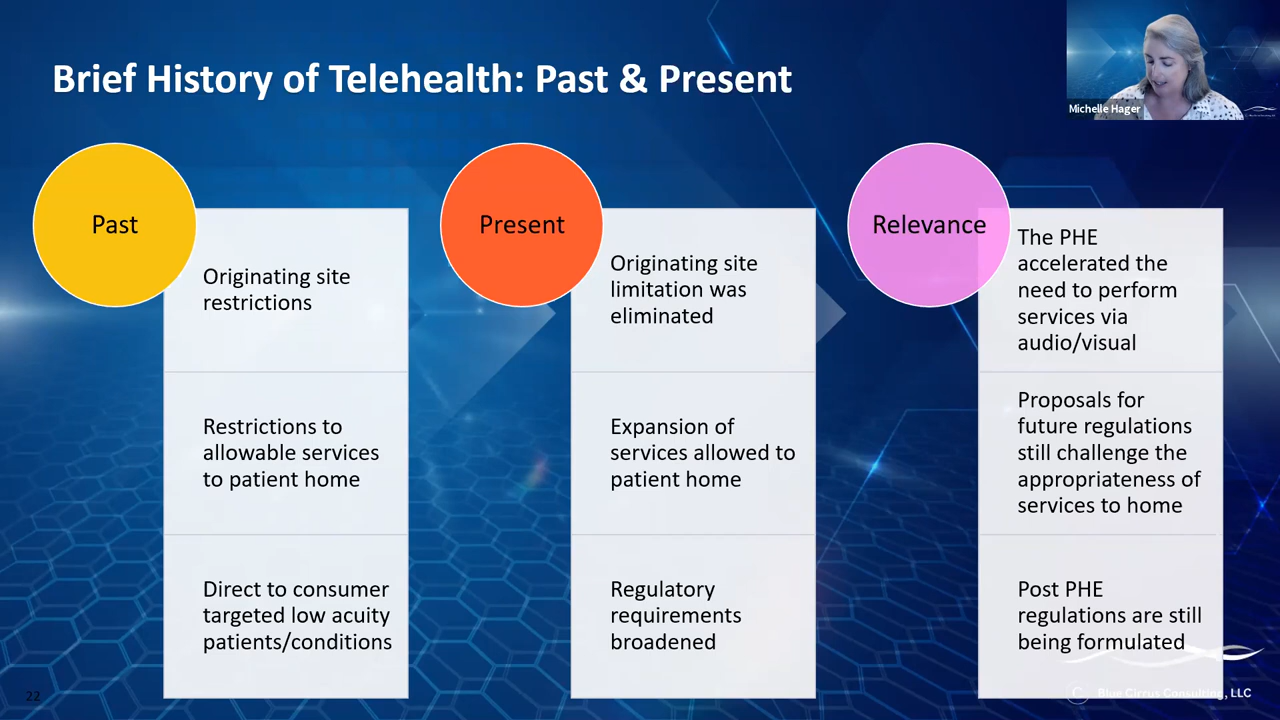 Brief History of Telehealth: Past & Present
Michelle Hager
Past
Originating site
restrictions
Restrictions to
allowable services
to patient home
Direct to consumer
targeted low acuity
patients/conditions
Present
Originating site
limitation was
eliminated
Expansion of
services allowed to
patient home
Regulatory
requirements
broadened
Relevance
The PHE
accelerated the
need to perform
services via
audio/visual
Proposals for
future regulations
still challenge the
appropriateness of
services to home
Post PHE
regulations are still
being formulated
22
Blue Cirrus Consulting, LLC